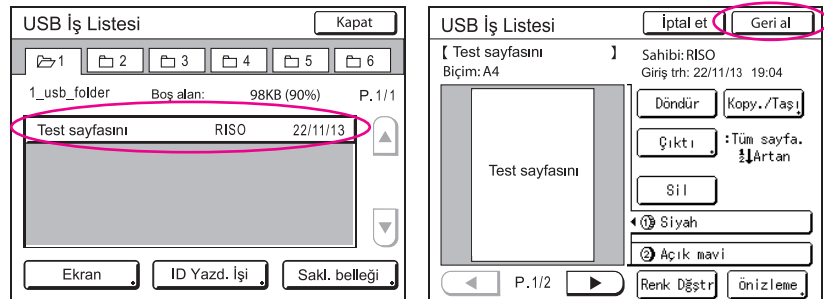 USB İş Listesi
Kapat
1
2
3
4
5
6
1_usb_folder
Boş alan:
98KB (90%)
P.1/1
Test sayfasını
RISO
22/11/13
Ekran
ID Yazd. İşi
Sakl. belleği
USB İş Listesi
İptal et
Geri al
【 Test sayfasını 】
Biçim: A4
Sahibi: RISO
Giriş trh: 22/11/13 19:04
Test sayfasını
Döndür
Kopy./Taşı
Çıktı
:Tüm sayfa.
Artan
Sil
① Siyah
② Açık mavi
P.1/2
Renk Dğştr
önizleme